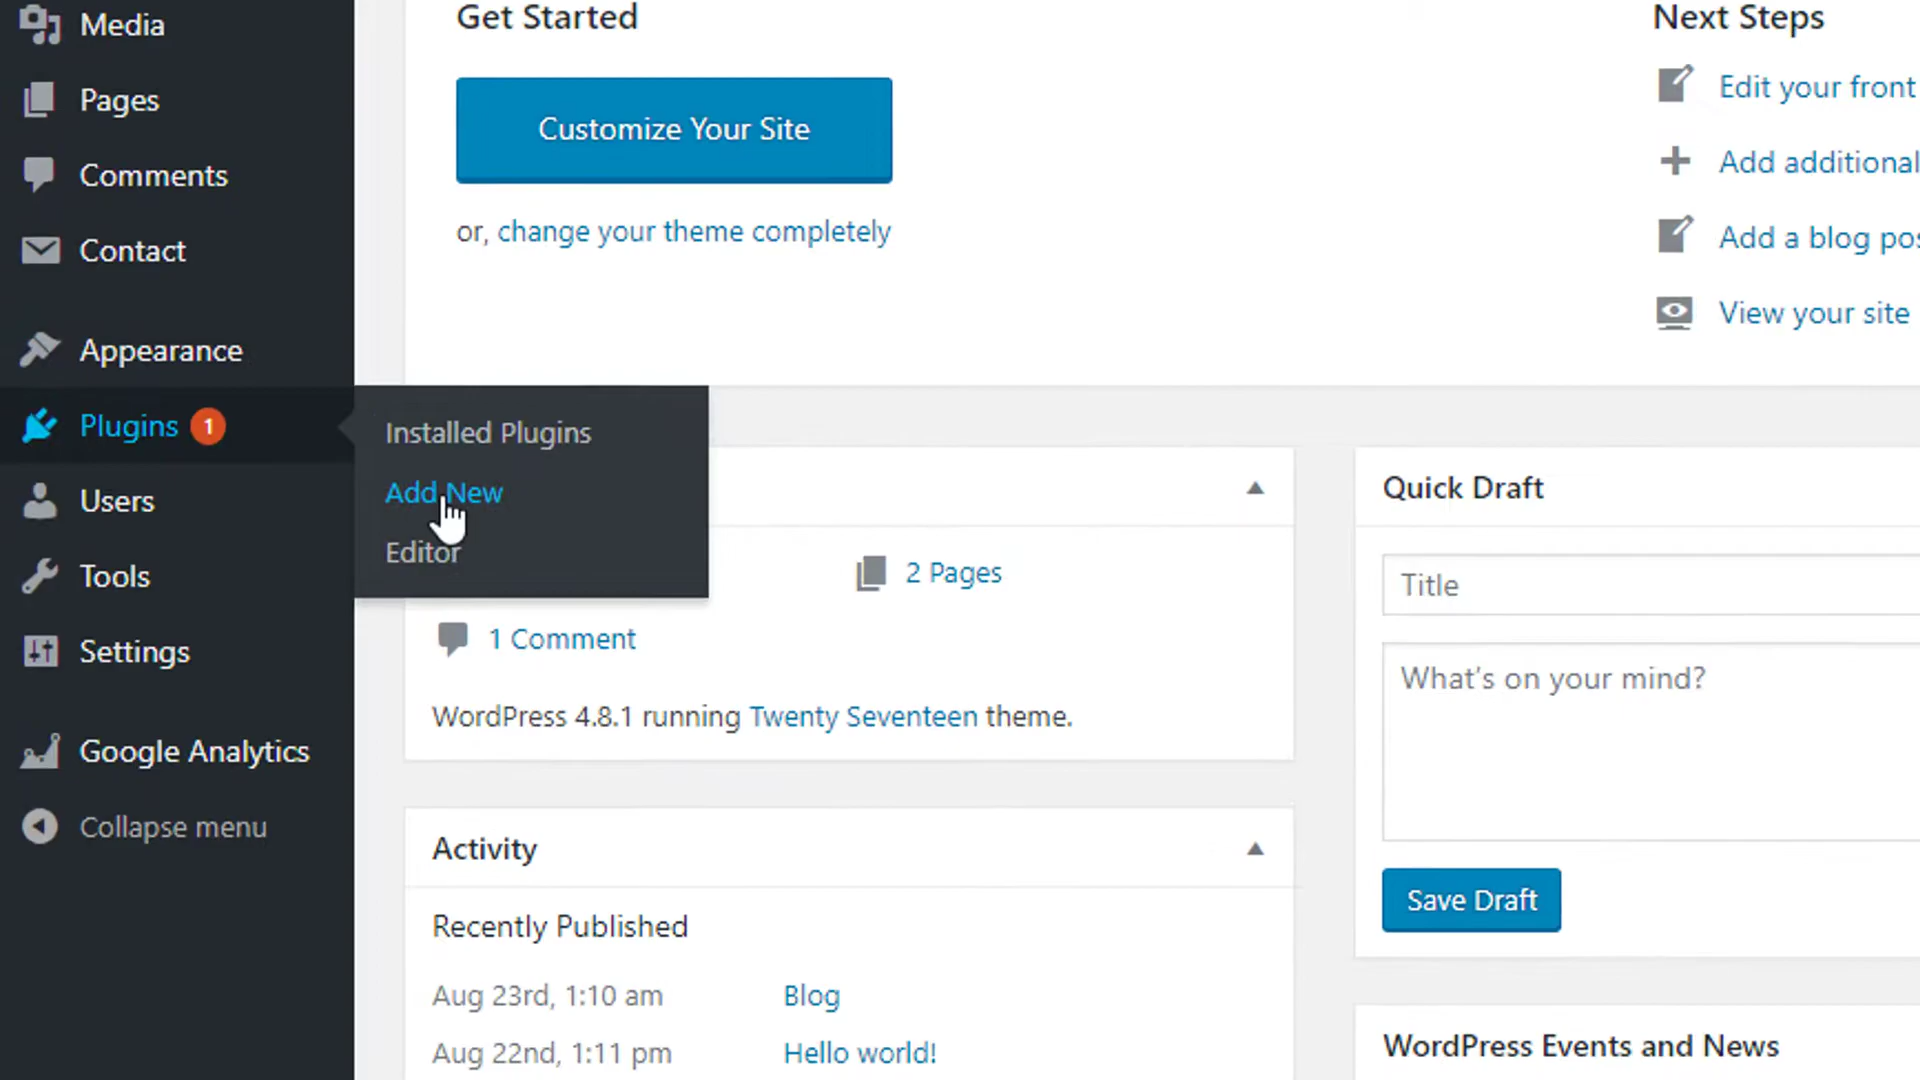 Media
Pages
Comments
Contact
Appearance
Plugins 1
Users
Tools
Settings
Google Analytics
Collapse menu
Installed Plugins
Add New
Editor
Get Started
Customize Your Site
or, change your theme completely
Next Steps
Edit your front
Add additional
Add a blog pos
View your site
2 Pages
1 Comment
WordPress 4.8.1 running Twenty Seventeen theme.
Activity
Recently Published
Aug 23rd, 1:10 am Blog
Aug 22nd, 1:11 pm Hello world!
Quick Draft
Title
What's on your mind?
Save Draft
WordPress Events and News